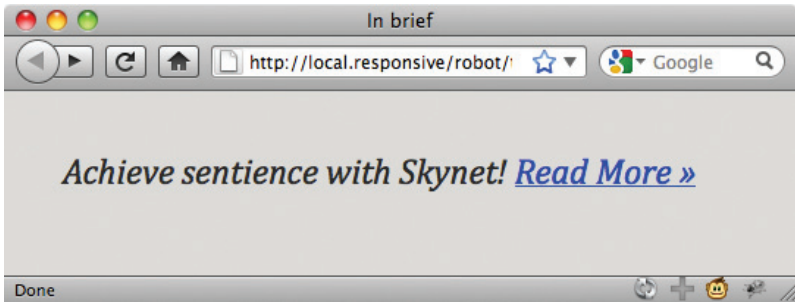 In brief
http://local.responsive/robot/
Google
Achieve sentience with Skynet! Read More »
Done